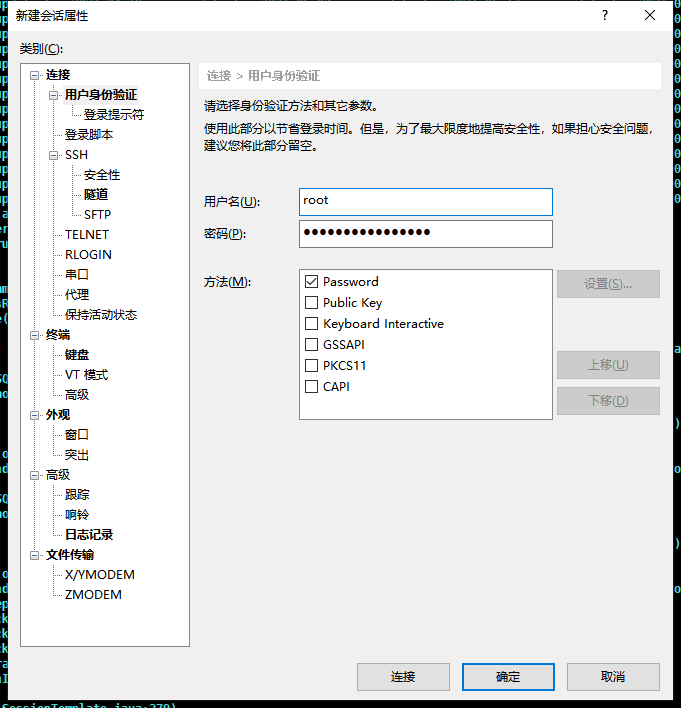 新建会话属性
类别(C):
连接
用户身份验证
登录提示符
登录脚本
SSH
安全性
隧道
SFTP
TELNET
RLOGIN
串口
代理
保持活动状态
终端
键盘
VT 模式
高级
外观
窗口
突出
高级
跟踪
响铃
日志记录
文件传输
X/YMODEM
ZMODEM
连接 > 用户身份验证
请选择身份验证方法和其它参数。
使用此部分以节省登录时间。但是，为了最大限度地提高安全性，如果担心安全问题，
建议您将此部分留空。
用户名(U):
root
密码(P):
●●●●●●●●●●●●●●●●
方法(M):
Password
Public Key
Keyboard Interactive
GSSAPI
PKCS11
CAPI
设置(S)...
上移(U)
下移(D)
连接
确定
取消
SessionTemplate.java:270)